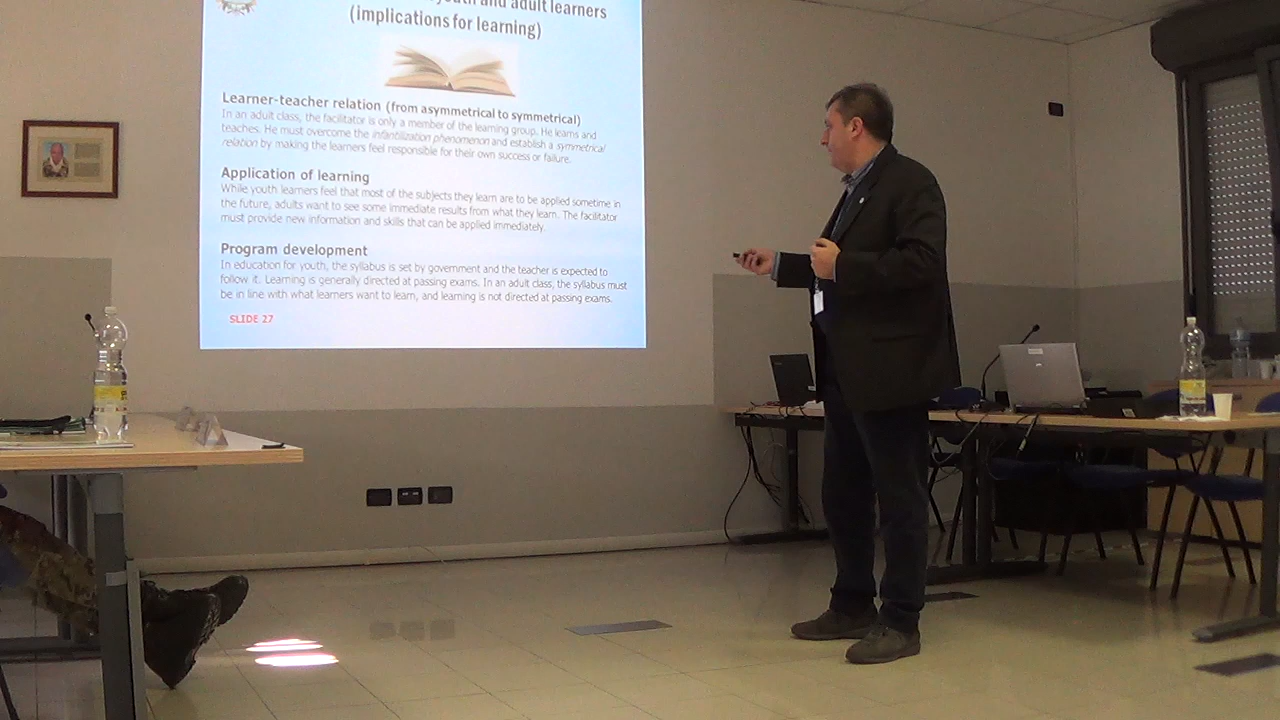 youth and adult learners
(implications for learning)
Learner-teacher relation (from asymmetrical to symmetrical)
In an adult class, the facilitator is only a member of the learning group. He learns and
teaches. He must overcome the infantilization phenomenon and establish a symmetrical
relation by making the learners feel responsible for their own success or failure.
Application of learning
While youth learners feel that most of the subjects they learn are to be applied sometime in
the future, adults want to see some immediate results from what they learn. The facilitator
must provide new information and skills that can be applied immediately.
Program development
In education for youth, the syllabus is set by government and the teacher is expected to
follow it. Learning is generally directed at passing exams. In an adult class, the syllabus must
be in line with what learners want to learn, and learning is not directed at passing exams.
SLIDE 27